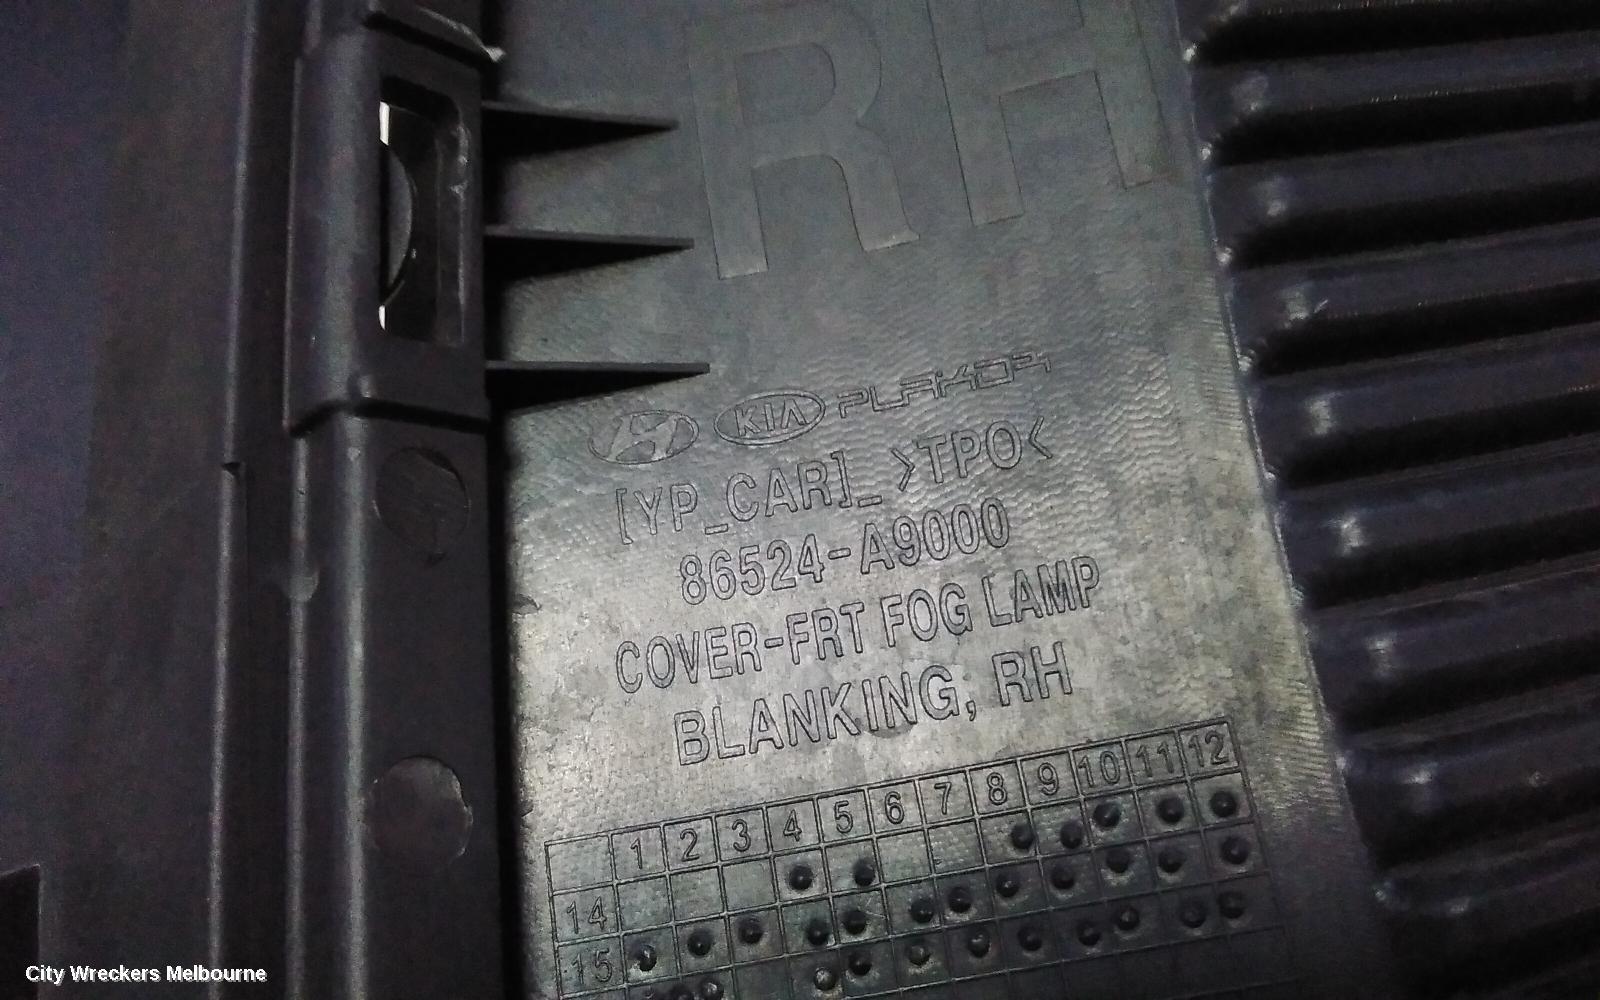 RH
KIA PLAKOR
[YP_CAR]_ >TPO<
86524-A9000
COVER-FRT FOG LAMP
BLANKING, RH
1 2 3 4 5 6 7 8 9 10 11 12
14
15
City Wreckers Melbourne